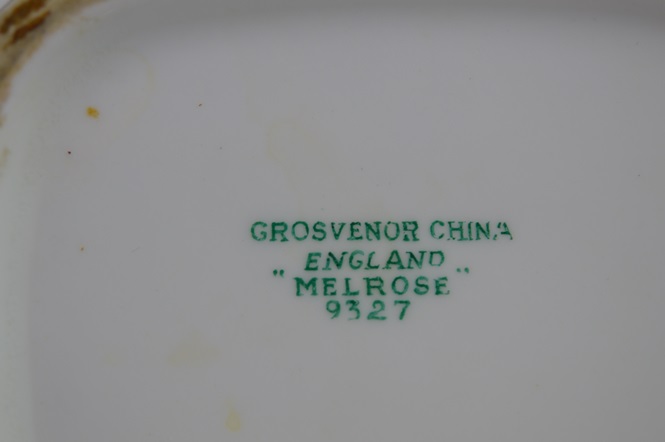 GROSVENOR CHINA
ENGLAND
"MELROSE"
9327